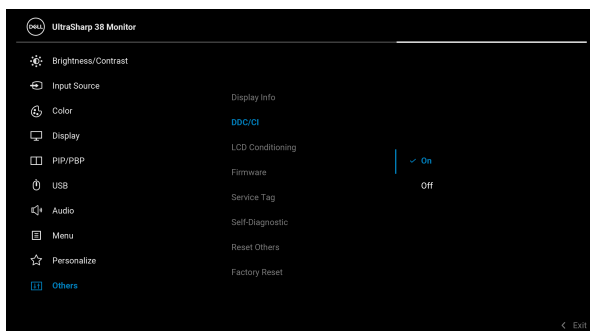 DELL UltraSharp 38 Monitor
Brightness/Contrast
Input Source
Color
Display
PIP/PBP
USB
Audio
Menu
Personalize
Others
Display Info
DDC/CI
LCD Conditioning
Firmware
Service Tag
Self-Diagnostic
Reset Others
Factory Reset
On
Off
Exit